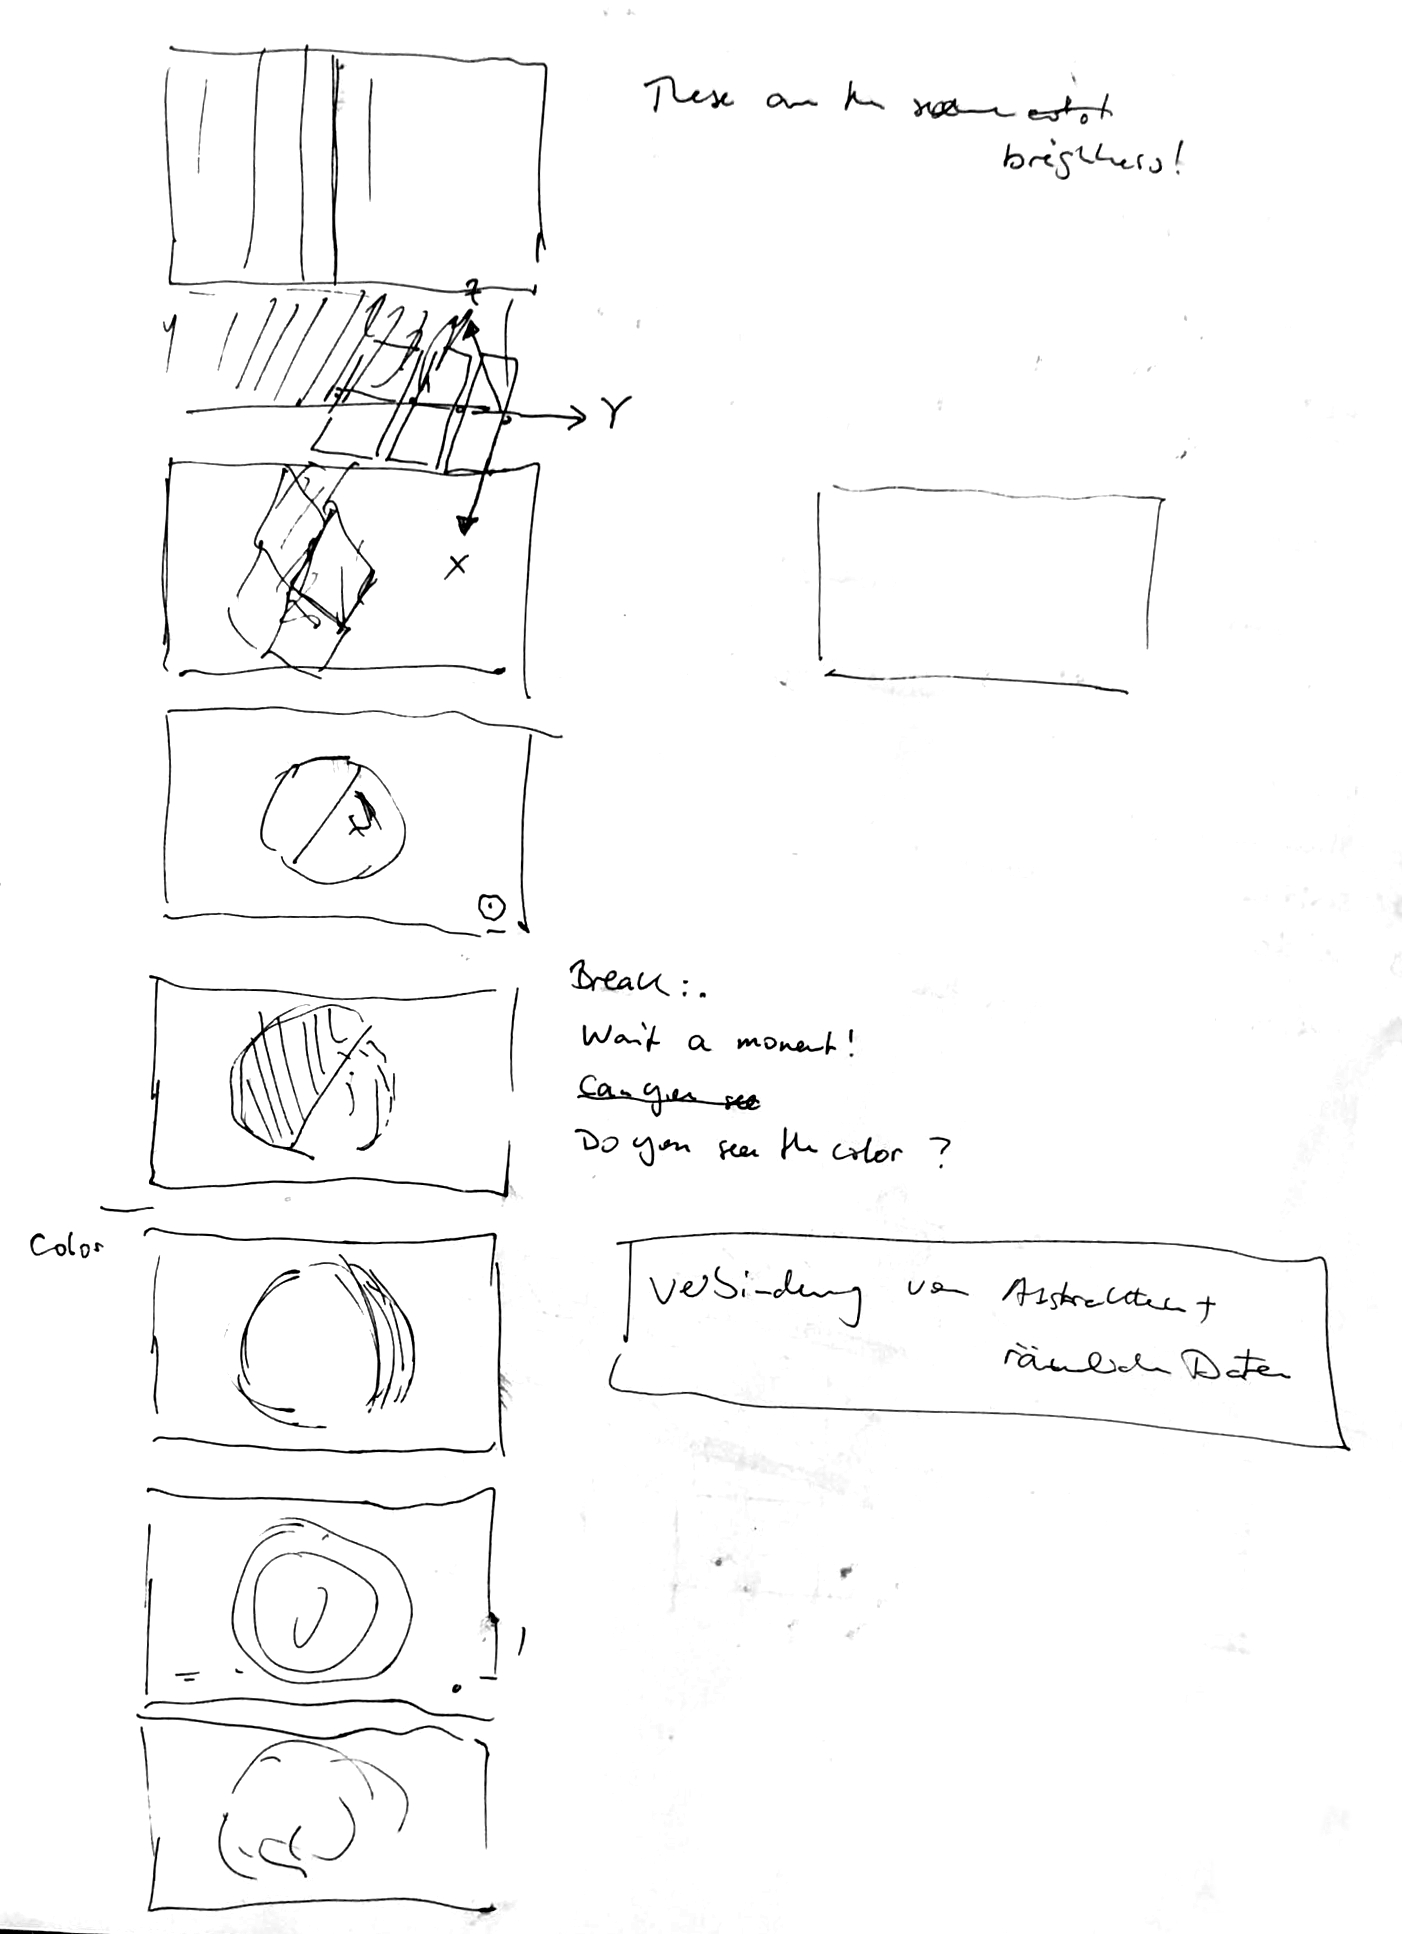 These are the
brightness!
Z
Y
X
Break:.
Wait a moment!
Can you see
Do you see the color ?
Color
Verbindung von Abstrakten +
räumlichen Daten